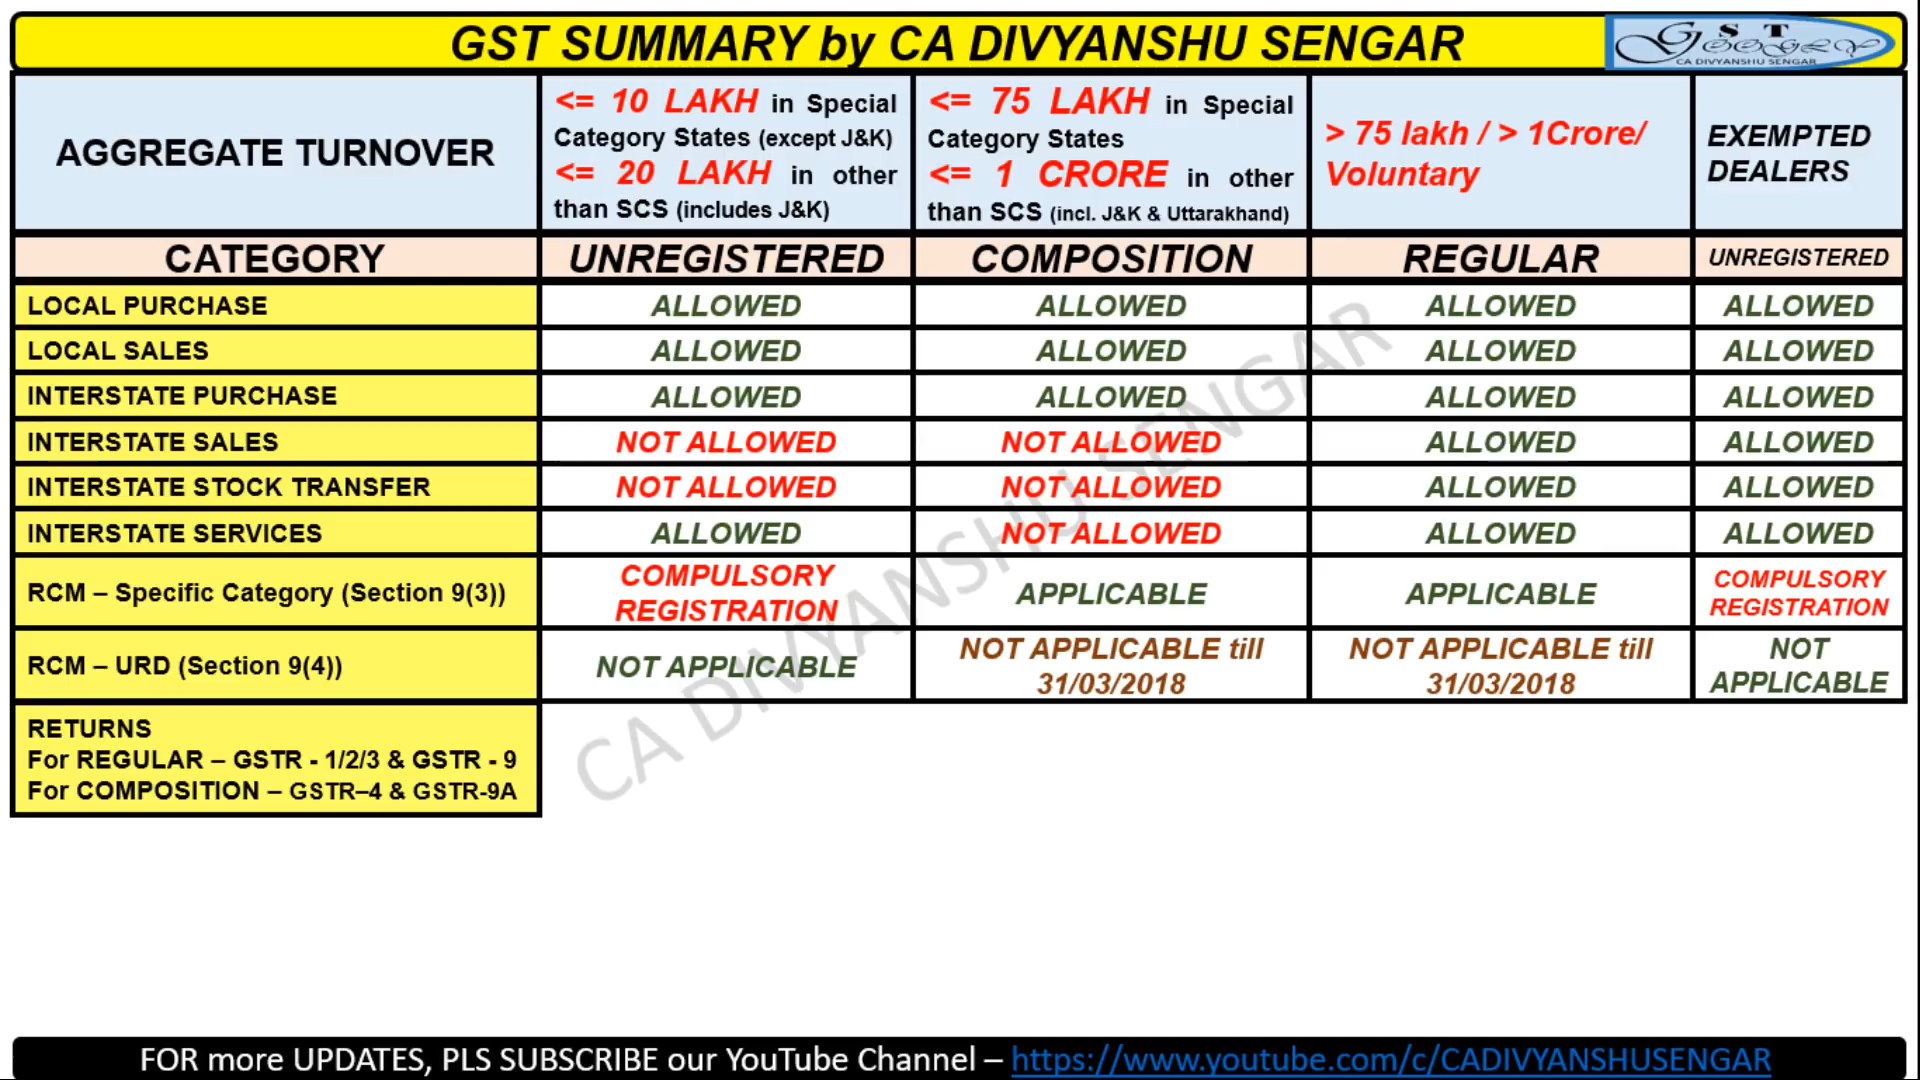 GST SUMMARY by CA DIVYANSHU SENGAR
CA DIVYANSHU SENGAR
AGGREGATE TURNOVER
<= 10 LAKH in Special
Category States (except J&K)
<= 20 LAKH in other
than SCS (includes J&K)
<= 75 LAKH in Special
Category States
<= 1 CRORE in other
than SCS (incl. J&K & Uttarakhand)
> 75 lakh / > 1Crore/
Voluntary
EXEMPTED
DEALERS
CATEGORY UNREGISTERED COMPOSITION REGULAR UNREGISTERED
LOCAL PURCHASE ALLOWED ALLOWED ALLOWED ALLOWED
LOCAL SALES ALLOWED ALLOWED ALLOWED ALLOWED
INTERSTATE PURCHASE ALLOWED ALLOWED ALLOWED ALLOWED
INTERSTATE SALES NOT ALLOWED NOT ALLOWED ALLOWED ALLOWED
INTERSTATE STOCK TRANSFER NOT ALLOWED NOT ALLOWED ALLOWED ALLOWED
INTERSTATE SERVICES ALLOWED NOT ALLOWED ALLOWED ALLOWED
RCM – Specific Category (Section 9(3))
COMPULSORY
REGISTRATION
APPLICABLE
APPLICABLE
COMPULSORY
REGISTRATION
RCM – URD (Section 9(4))
NOT APPLICABLE
NOT APPLICABLE till
31/03/2018
NOT APPLICABLE till
31/03/2018
NOT
APPLICABLE
RETURNS
For REGULAR – GSTR - 1/2/3 & GSTR - 9
For COMPOSITION – GSTR–4 & GSTR-9A
CA DIVYANSHU SENGAR
FOR more UPDATES, PLS SUBSCRIBE our YouTube Channel – https://www.youtube.com/c/CADIVYANSHUSENGAR